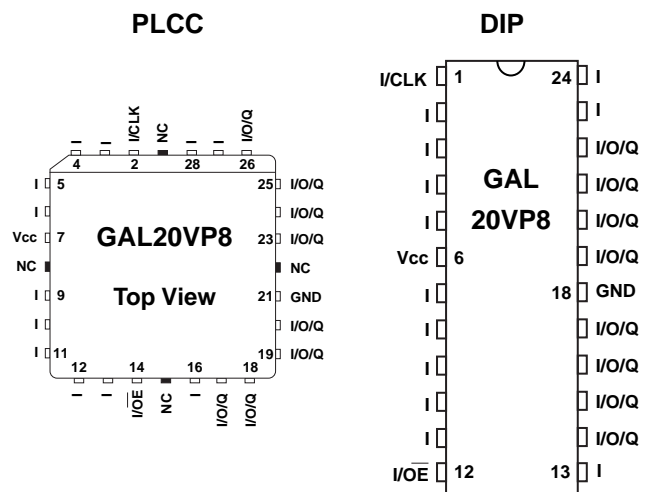 PLCC
I
I
I/CLK
NC
I
I
I/O/Q
4
2
28
26
I 5
25 I/O/Q
I
I/O/Q
Vcc 7
23 I/O/Q
GAL20VP8
NC
NC
Top View
I 9
21 GND
I
I/O/Q
I 11
19 I/O/Q
12
14
16
18
I
I
I/O̅E̅
NC
I
I/O/Q
I/O/Q
DIP
I/CLK 1
24 I
I
I
I
I/O/Q
I
GAL
I/O/Q
I
20VP8
I/O/Q
Vcc 6
I/O/Q
I
18 GND
I
I/O/Q
I
I/O/Q
I
I/O/Q
I
I/O/Q
I/O̅E̅ 12
13 I